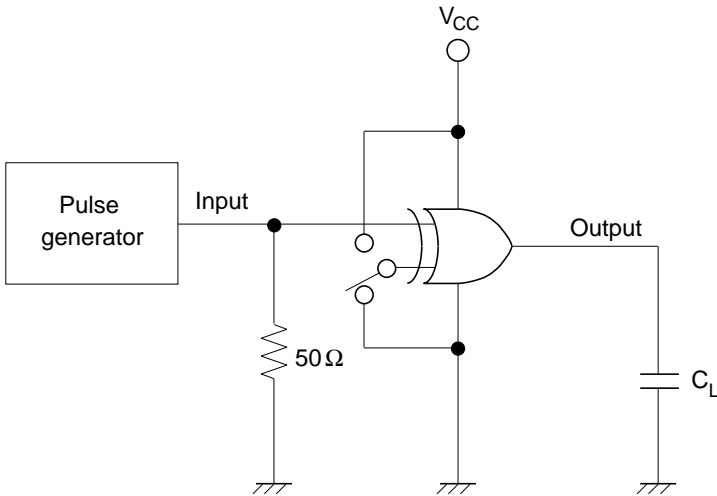 VCC
Pulse
generator
Input
Output
50Ω
CL